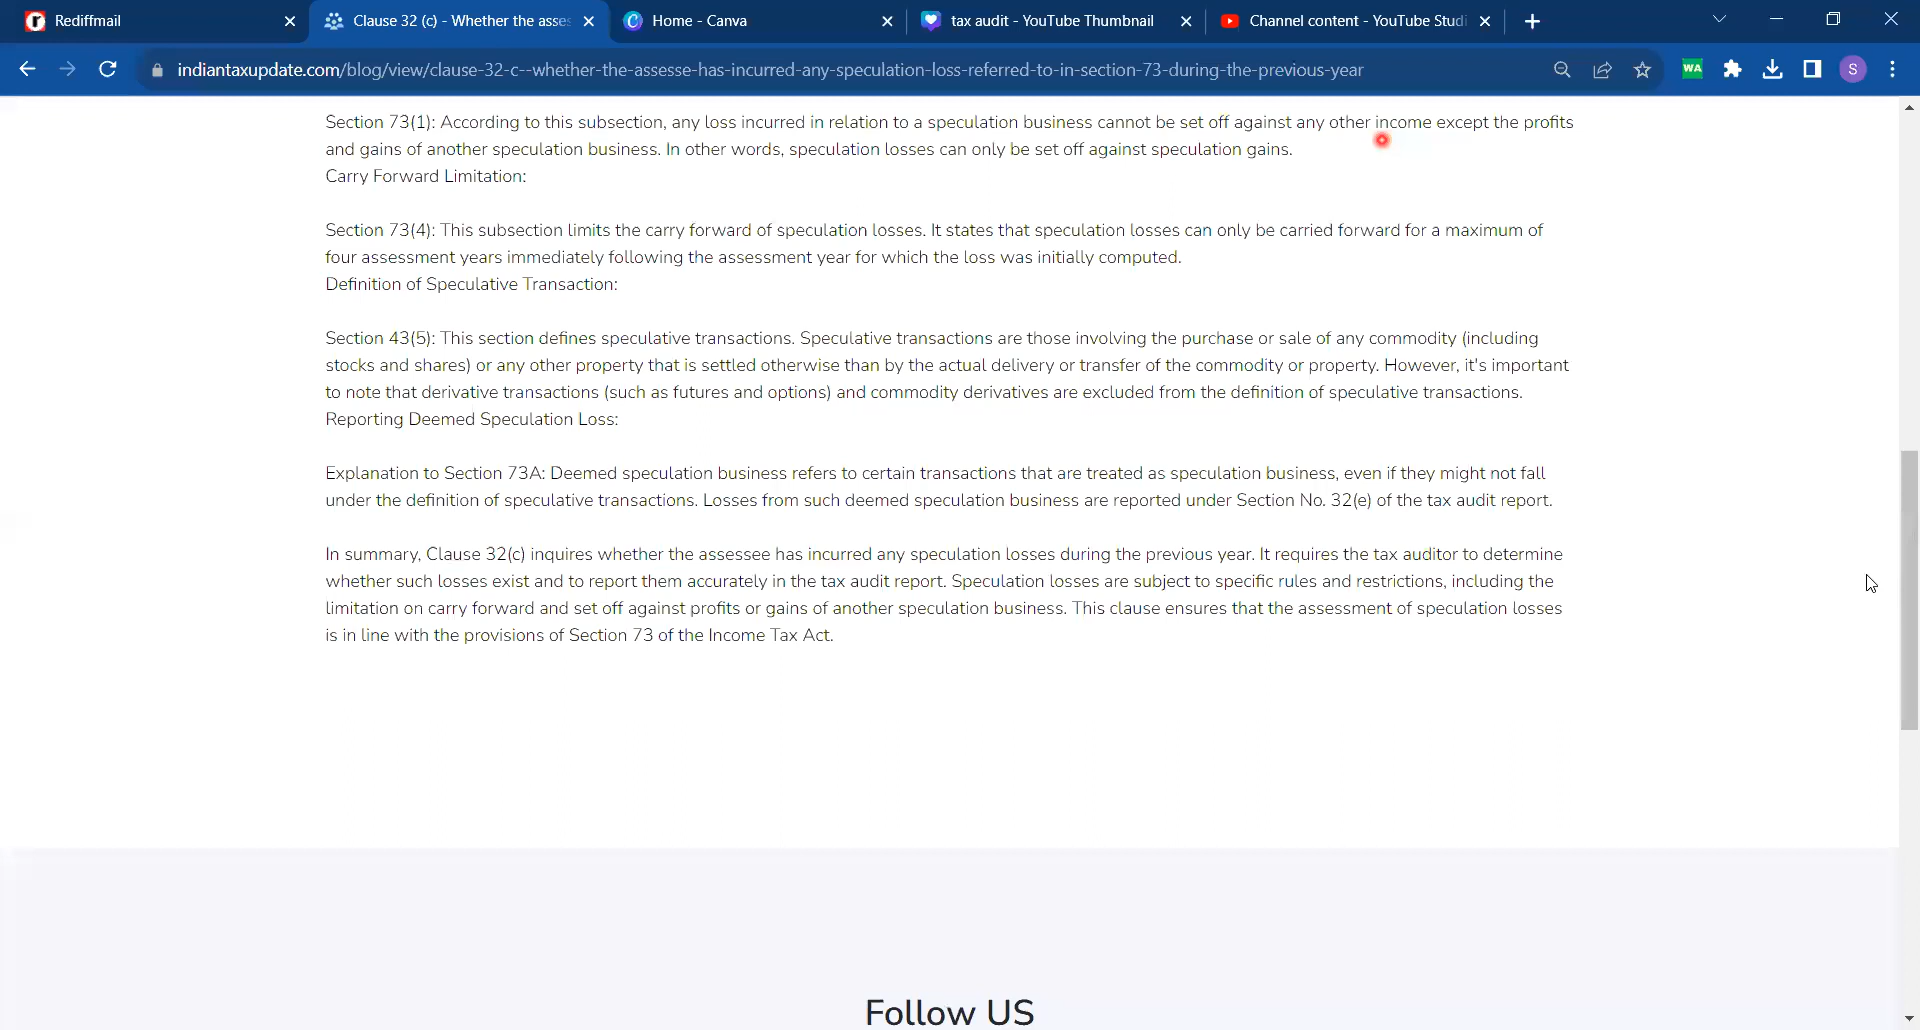 Rediffmail
Clause 32 (c) - Whether the asses
Home - Canva
tax audit - YouTube Thumbnail
Channel content - YouTube Studi
indiantaxupdate.com/blog/view/clause-32-c--whether-the-assesse-has-incurred-any-speculation-loss-referred-to-in-section-73-during-the-previous-year
WA
S
Section 73(1): According to this subsection, any loss incurred in relation to a speculation business cannot be set off against any other income except the profits
and gains of another speculation business. In other words, speculation losses can only be set off against speculation gains.
Carry Forward Limitation:
Section 73(4): This subsection limits the carry forward of speculation losses. It states that speculation losses can only be carried forward for a maximum of
four assessment years immediately following the assessment year for which the loss was initially computed.
Definition of Speculative Transaction:
Section 43(5): This section defines speculative transactions. Speculative transactions are those involving the purchase or sale of any commodity (including
stocks and shares) or any other property that is settled otherwise than by the actual delivery or transfer of the commodity or property. However, it's important
to note that derivative transactions (such as futures and options) and commodity derivatives are excluded from the definition of speculative transactions.
Reporting Deemed Speculation Loss:
Explanation to Section 73A: Deemed speculation business refers to certain transactions that are treated as speculation business, even if they might not fall
under the definition of speculative transactions. Losses from such deemed speculation business are reported under Section No. 32(e) of the tax audit report.
In summary, Clause 32(c) inquires whether the assessee has incurred any speculation losses during the previous year. It requires the tax auditor to determine
whether such losses exist and to report them accurately in the tax audit report. Speculation losses are subject to specific rules and restrictions, including the
limitation on carry forward and set off against profits or gains of another speculation business. This clause ensures that the assessment of speculation losses
is in line with the provisions of Section 73 of the Income Tax Act.
Follow US